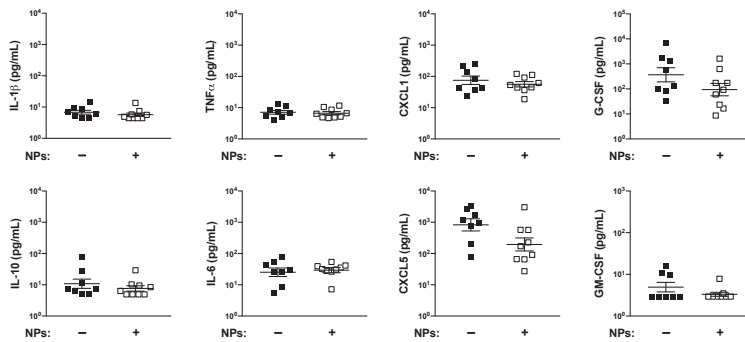 IL-1β (pg/mL)
10⁴
10³
10²
10¹
10⁰
NPs: − +
TNFα (pg/mL)
10⁴
10³
10²
10¹
10⁰
NPs: − +
CXCL1 (pg/mL)
10⁴
10³
10²
10¹
10⁰
NPs: − +
G-CSF (pg/mL)
10⁵
10⁴
10³
10²
10¹
10⁰
NPs: − +
IL-10 (pg/mL)
10⁴
10³
10²
10¹
10⁰
NPs: − +
IL-6 (pg/mL)
10⁴
10³
10²
10¹
10⁰
NPs: − +
CXCL5 (pg/mL)
10⁴
10³
10²
10¹
10⁰
NPs: − +
GM-CSF (pg/mL)
10²
10¹
10⁰
NPs: − +